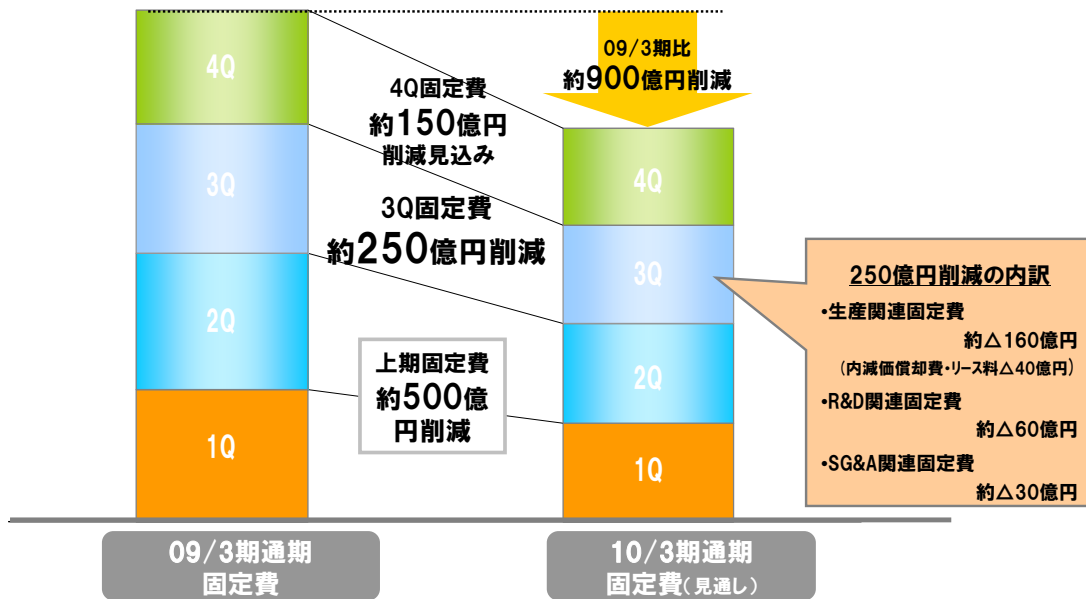 4Q
3Q
2Q
1Q
4Q固定費
約150億円
削減見込み
3Q固定費
約250億円削減
上期固定費
約500億
円削減
09/3期比
約900億円削減
4Q
3Q
2Q
1Q
250億円削減の内訳
・生産関連固定費
約△160億円
(内減価償却費・リース料△40億円)
・R&D関連固定費
約△60億円
・SG&A関連固定費
約△30億円
09/3期通期
固定費
10/3期通期
固定費(見通し)